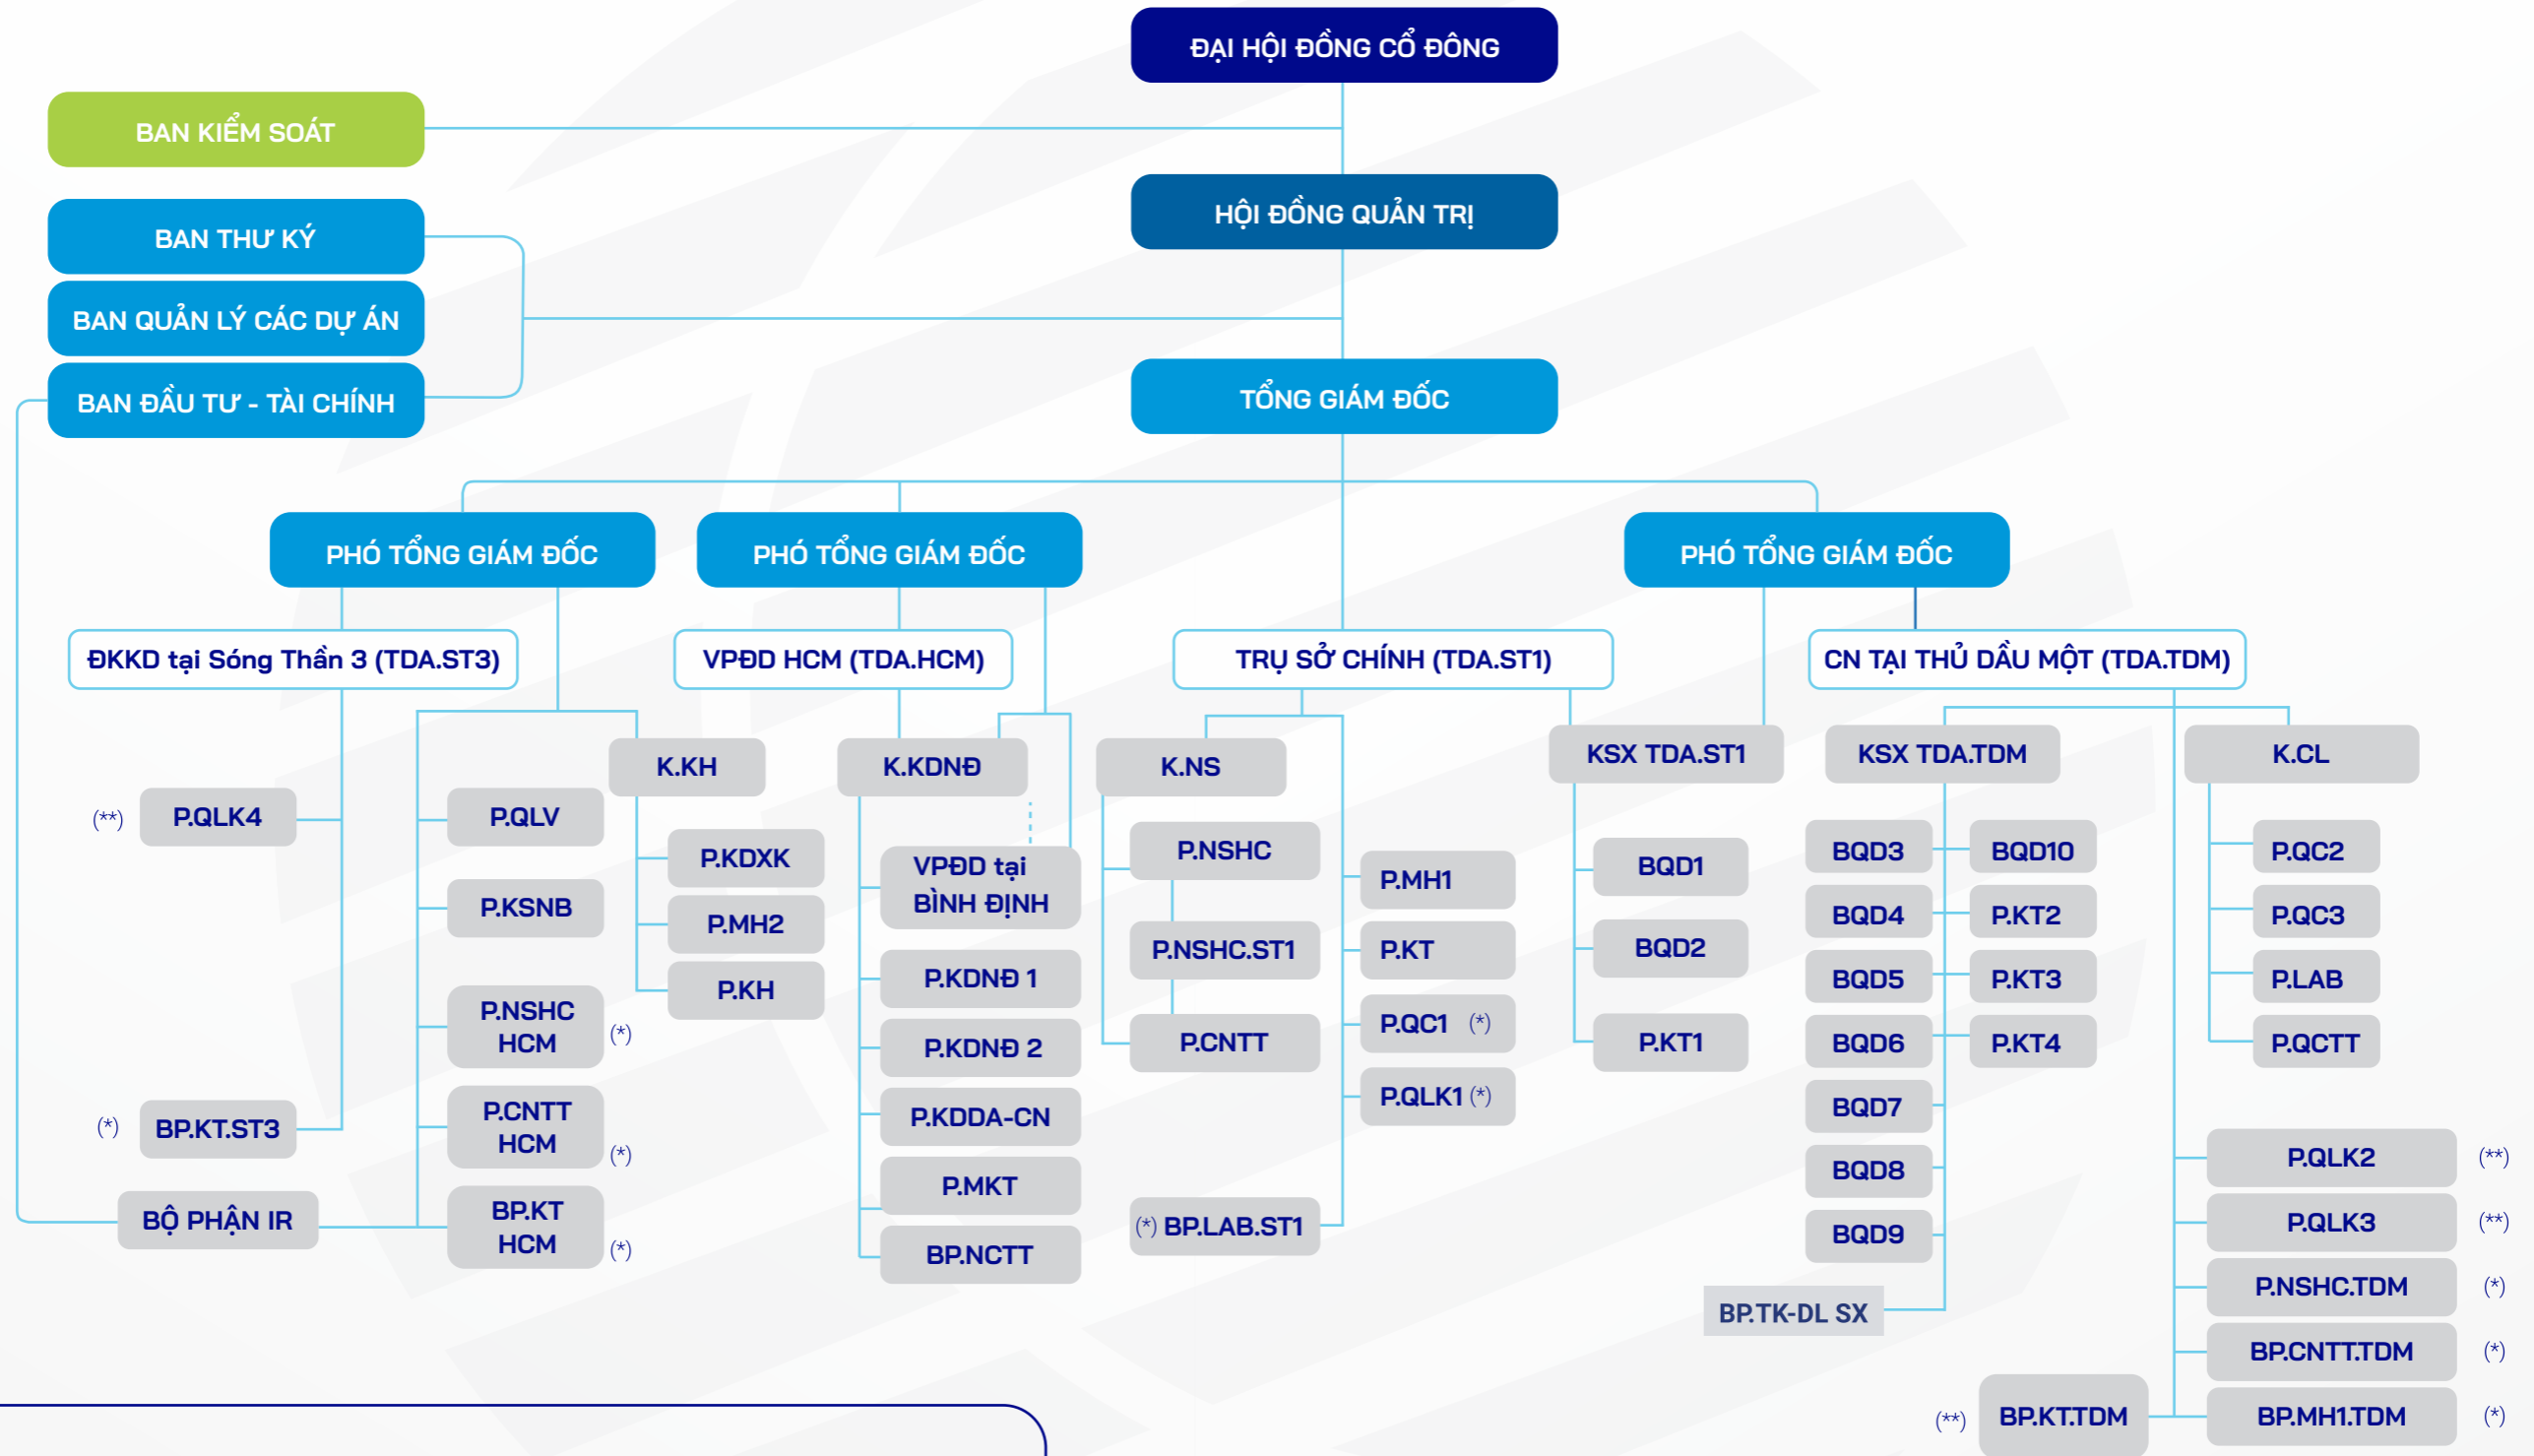 ĐẠI HỘI ĐỒNG CỔ ĐÔNG
BAN KIỂM SOÁT
HỘI ĐỒNG QUẢN TRỊ
BAN THƯ KÝ
BAN QUẢN LÝ CÁC DỰ ÁN
BAN ĐẦU TƯ - TÀI CHÍNH
TỔNG GIÁM ĐỐC
PHÓ TỔNG GIÁM ĐỐC
PHÓ TỔNG GIÁM ĐỐC
PHÓ TỔNG GIÁM ĐỐC
ĐKKD tại Sóng Thần 3 (TDA.ST3)
VPĐD HCM (TDA.HCM)
TRỤ SỞ CHÍNH (TDA.ST1)
CN TẠI THỦ DẦU MỘT (TDA.TDM)
(**) P.QLK4
(*) BP.KT.ST3
BỘ PHẬN IR
P.QLV
P.KSNB
P.NSHC
HCM (*)
P.CNTT
HCM (*)
BP.KT
HCM (*)
K.KH
P.KDXK
P.MH2
P.KH
K.KDNĐ
VPĐD tại
BÌNH ĐỊNH
P.KDNĐ 1
P.KDNĐ 2
P.KDDA-CN
P.MKT
BP.NCTT
K.NS
P.NSHC
P.NSHC.ST1
P.CNTT
P.MH1
P.KT
P.QC1 (*)
P.QLK1 (*)
(*) BP.LAB.ST1
KSX TDA.ST1
BQD1
BQD2
P.KT1
KSX TDA.TDM
BQD3
BQD4
BQD5
BQD6
BQD7
BQD8
BQD9
BQD10
P.KT2
P.KT3
P.KT4
BP.TK-DL SX
K.CL
P.QC2
P.QC3
P.LAB
P.QCTT
P.QLK2 (**)
P.QLK3 (**)
P.NSHC.TDM (*)
BP.CNTT.TDM (*)
(**) BP.KT.TDM
BP.MH1.TDM (*)